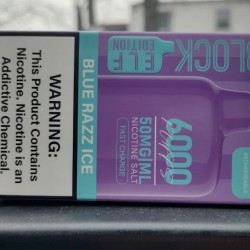 WARNING:
This Product Contains
Nicotine. Nicotine is an
Addictive Chemical.
BLUE RAZZ ICE
BLOCK
ELF
EDITION
6000
Puffs
50MG|ML
NICOTINE SALT
FAST CHARGE